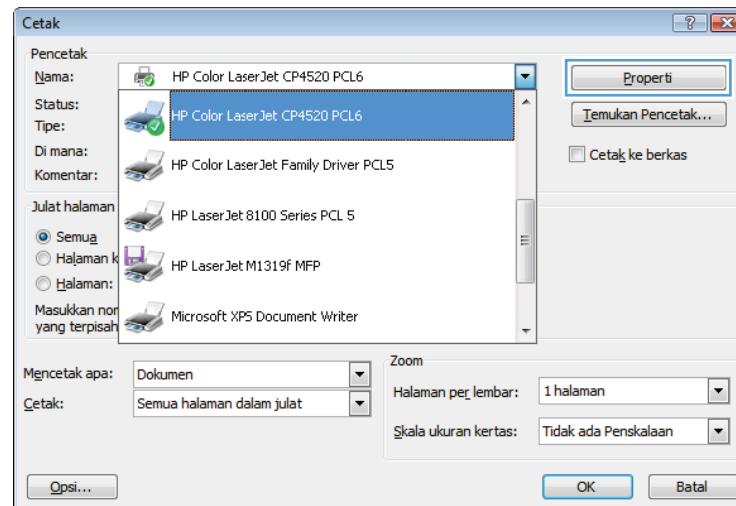 Cetak
Pencetak
Nama: HP Color LaserJet CP4520 PCL6
Properti
Status:
HP Color LaserJet CP4520 PCL6
Temukan Pencetak...
Tipe:
Di mana:
HP Color LaserJet Family Driver PCL5
Cetak ke berkas
Komentar:
Julat halaman
HP LaserJet 8100 Series PCL 5
Semua
Halaman k
HP LaserJet M1319f MFP
Halaman:
Masukkan nor
Microsoft XPS Document Writer
yang terpisah
Mencetak apa: Dokumen
Cetak: Semua halaman dalam julat
Zoom
Halaman per lembar: 1 halaman
Skala ukuran kertas: Tidak ada Penskalaan
Opsi...
OK
Batal